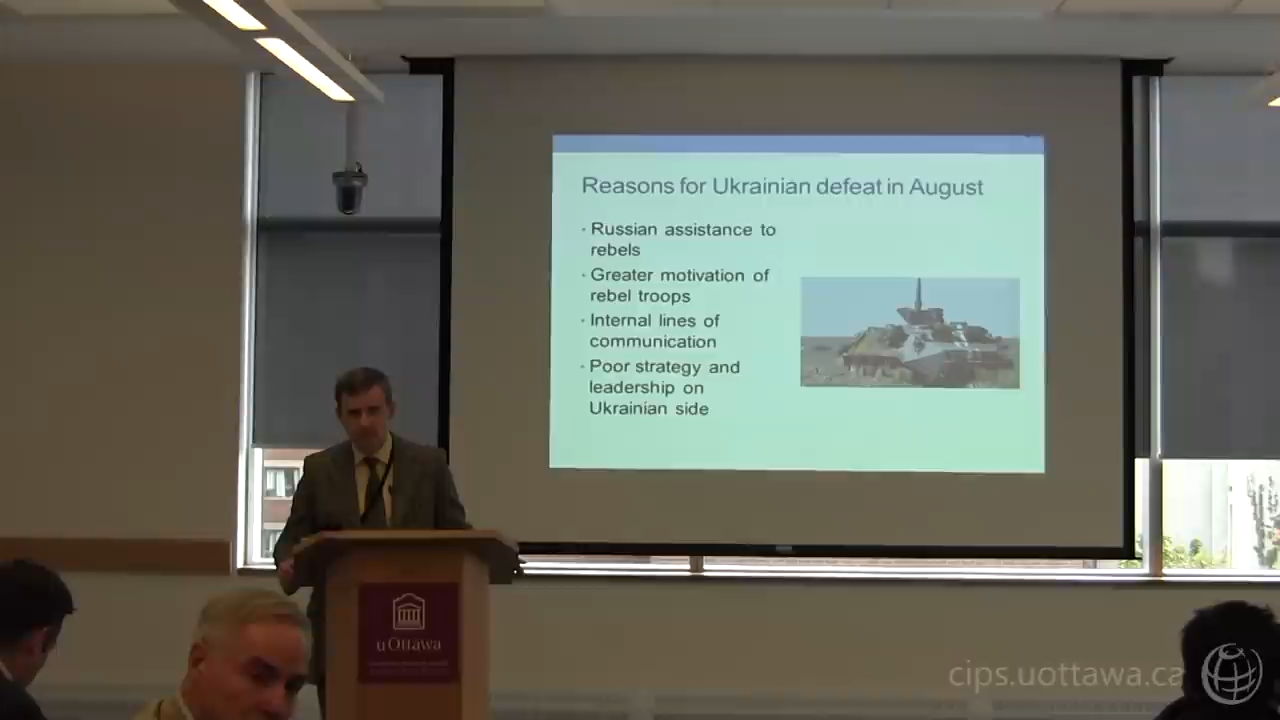 Reasons for Ukrainian defeat in August
• Russian assistance to
rebels
• Greater motivation of
rebel troops
• Internal lines of
communication
• Poor strategy and
leadership on
Ukrainian side
uOttawa
cips.uottawa.ca